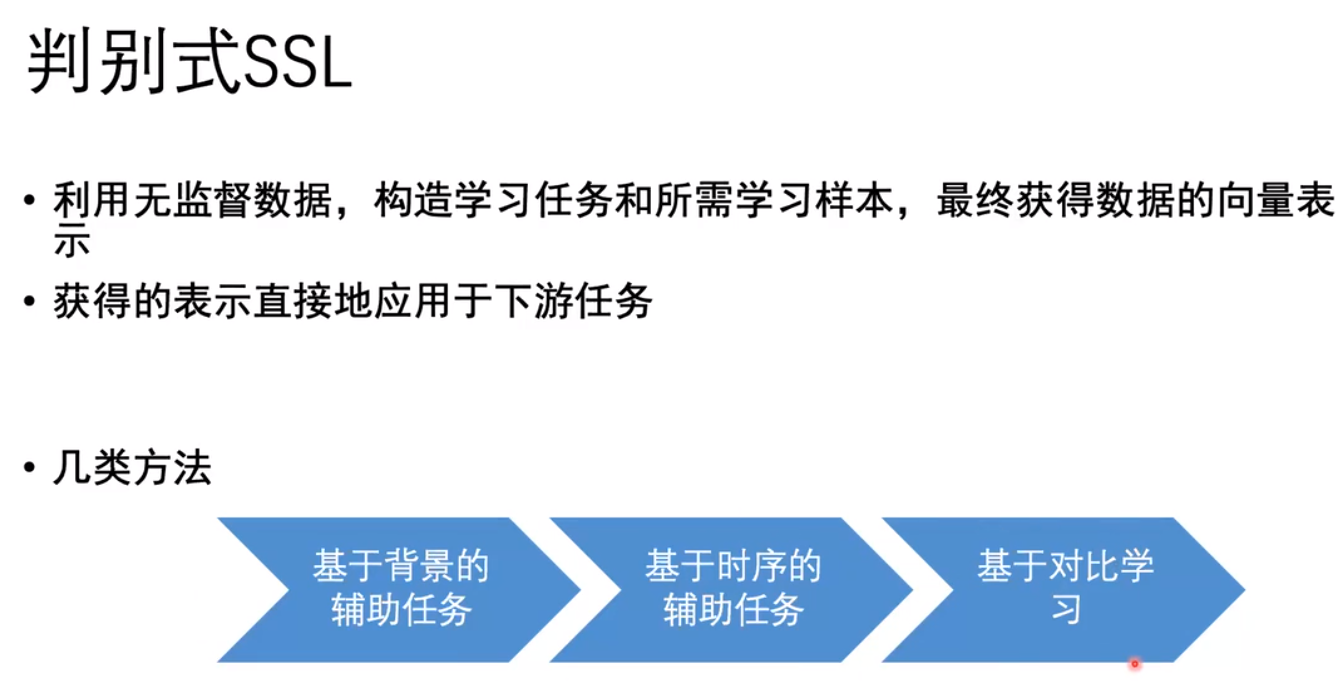 判别式SSL
• 利用无监督数据，构造学习任务和所需学习样本，最终获得数据的向量表
示
• 获得的表示直接地应用于下游任务
• 几类方法
基于背景的
辅助任务
基于时序的
辅助任务
基于对比学
习